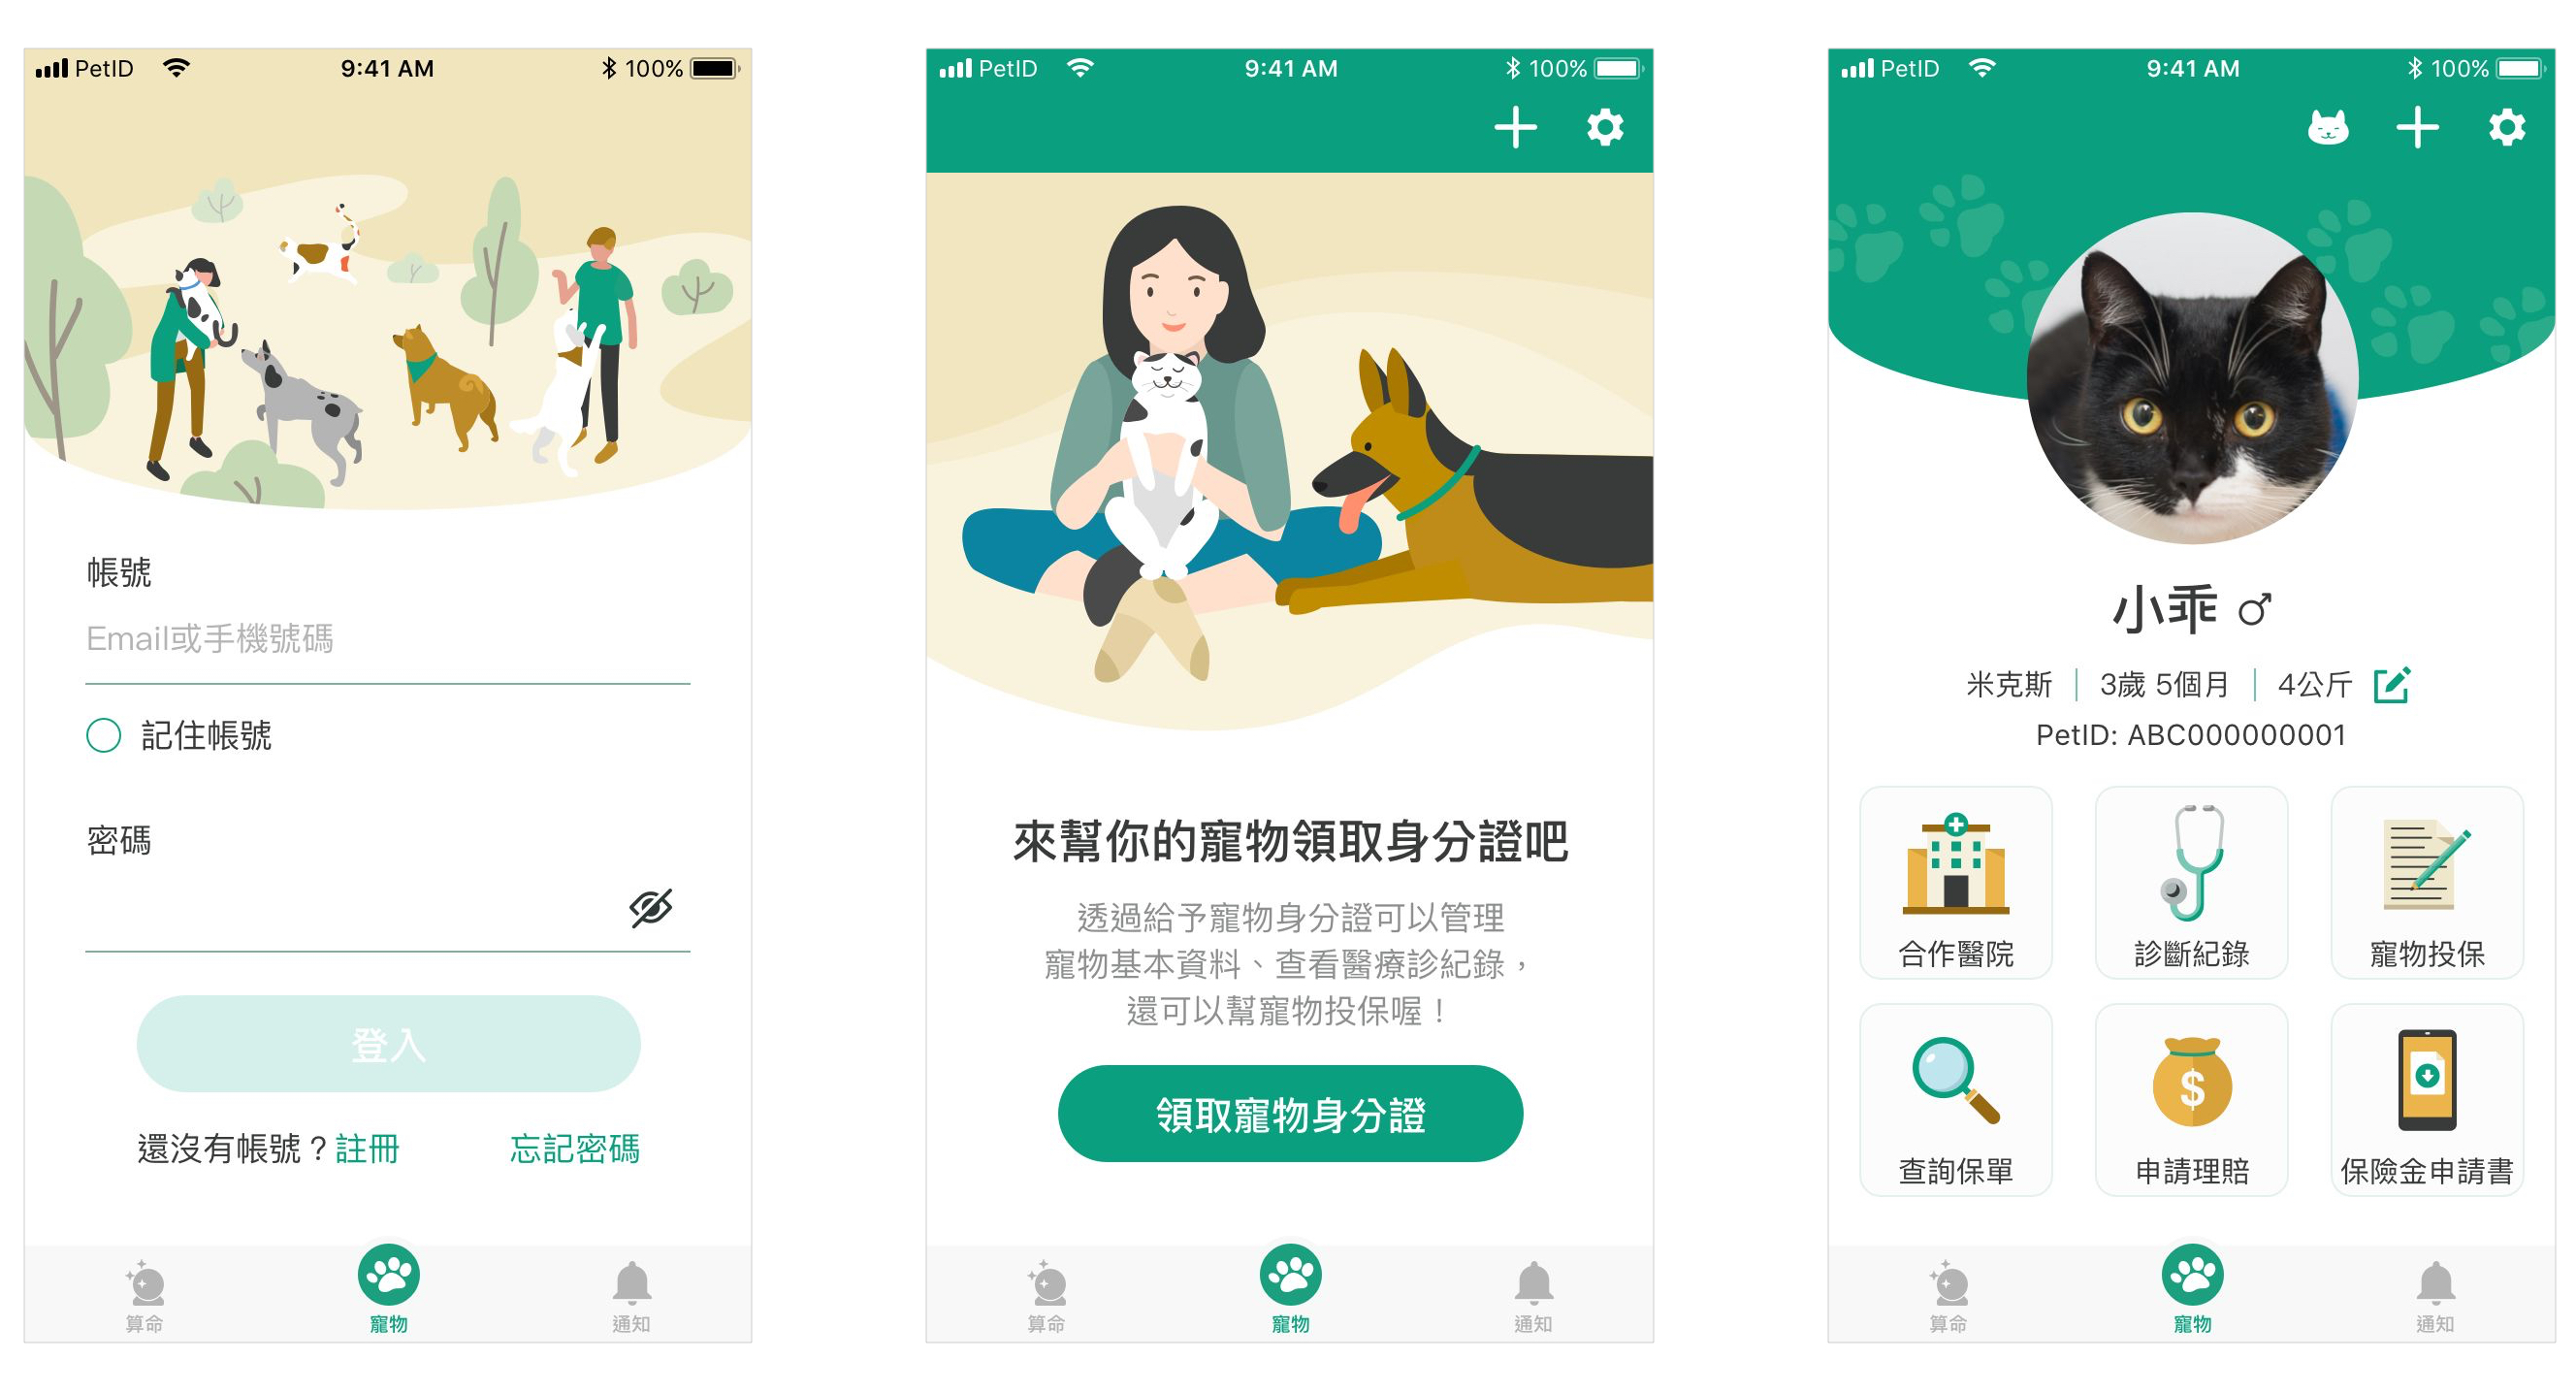 PetID 9:41 AM 100%
帳號
Email或手機號碼
記住帳號
密碼
登入
還沒有帳號？註冊 忘記密碼
算命 寵物 通知
PetID 9:41 AM 100%
來幫你的寵物領取身分證吧
透過給予寵物身分證可以管理
寵物基本資料、查看醫療診紀錄，
還可以幫寵物投保喔！
領取寵物身分證
算命 寵物 通知
PetID 9:41 AM 100%
小乖 ♂
米克斯 | 3歲 5個月 | 4公斤
PetID: ABC000000001
合作醫院 診斷紀錄 寵物投保
$
查詢保單 申請理賠 保險金申請書
算命 寵物 通知